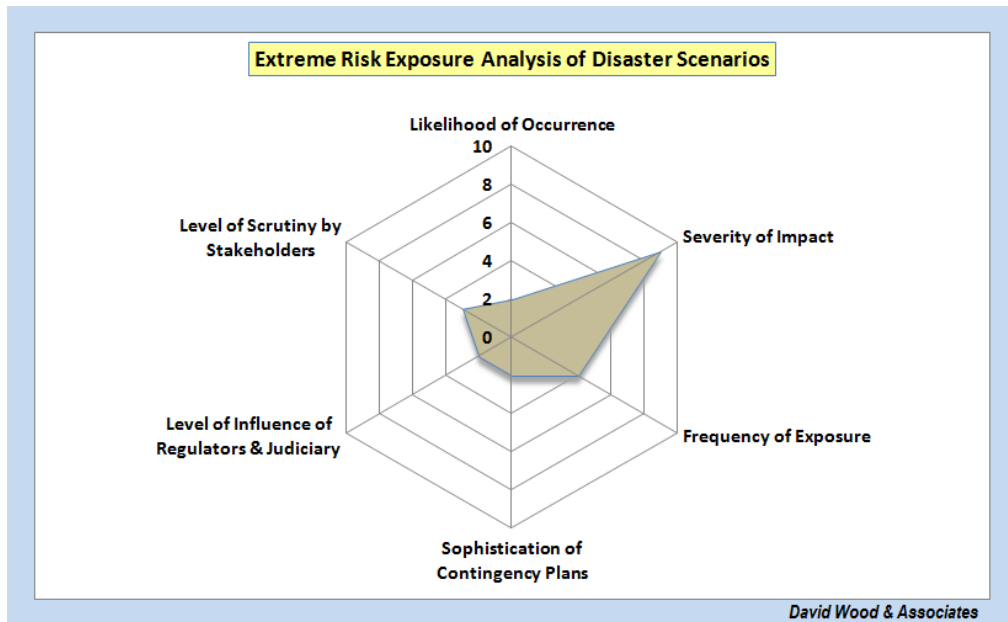 Extreme Risk Exposure Analysis of Disaster Scenarios
Likelihood of Occurrence
10
8
6
4
2
0
Level of Scrutiny by
Stakeholders
Severity of Impact
Level of Influence of
Regulators & Judiciary
Frequency of Exposure
Sophistication of
Contingency Plans
David Wood & Associates